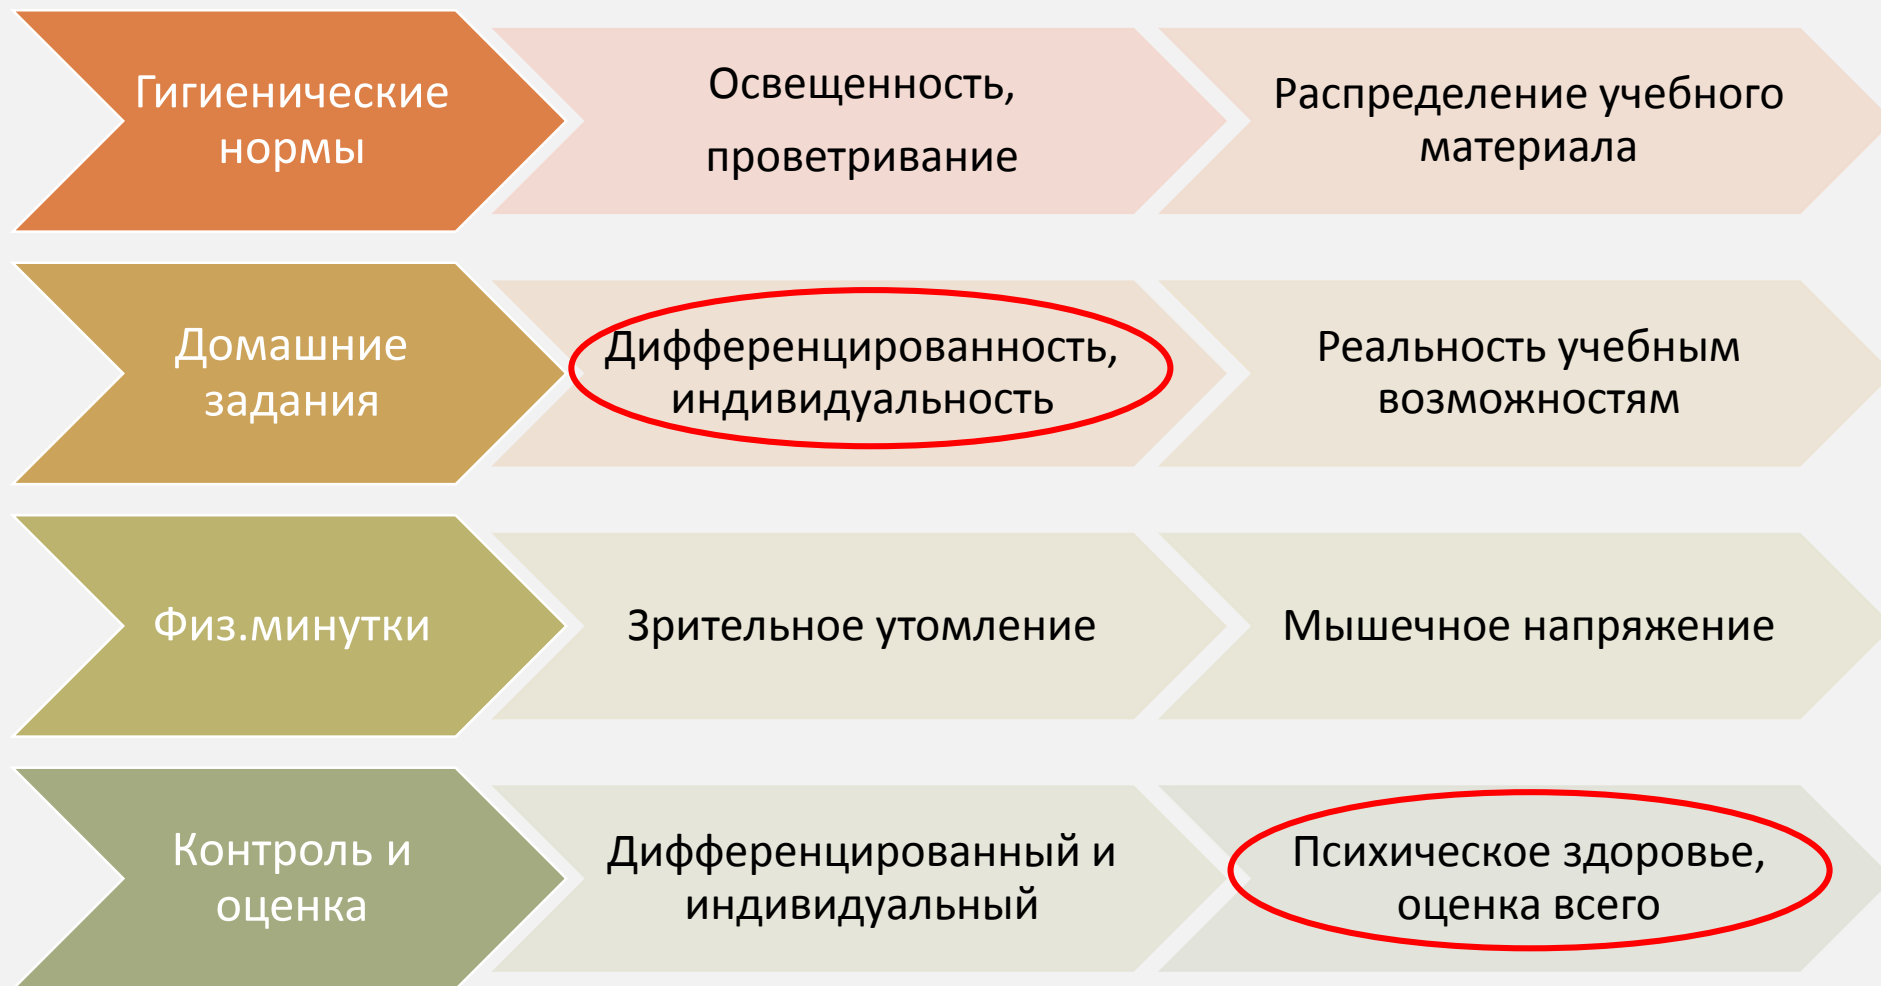 Гигиенические
нормы
Освещенность,
проветривание
Распределение учебного
материала
Домашние
задания
Дифференцированность,
индивидуальность
Реальность учебным
возможностям
Физ.минутки
Зрительное утомление
Мышечное напряжение
Контроль и
оценка
Дифференцированный и
индивидуальный
Психическое здоровье,
оценка всего